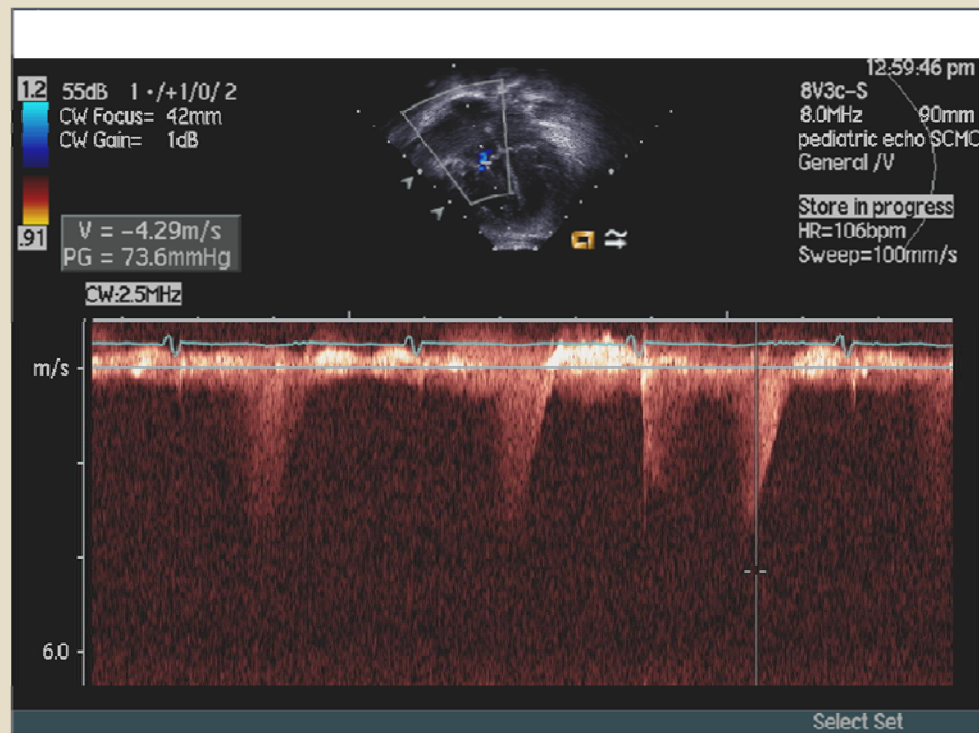 12:59:46 pm
1.2
55dB 1 ·/+1/0/ 2
CW Focus= 42mm
CW Gain= 1dB
8V3c-S
8.0MHz 90mm
pediatric echo SCMC
General /V
Store in progress
HR=106bpm
Sweep=100mm/s
.91
V = -4.29m/s
PG = 73.6mmHg
CW:2.5MHz
m/s
6.0
Select Set